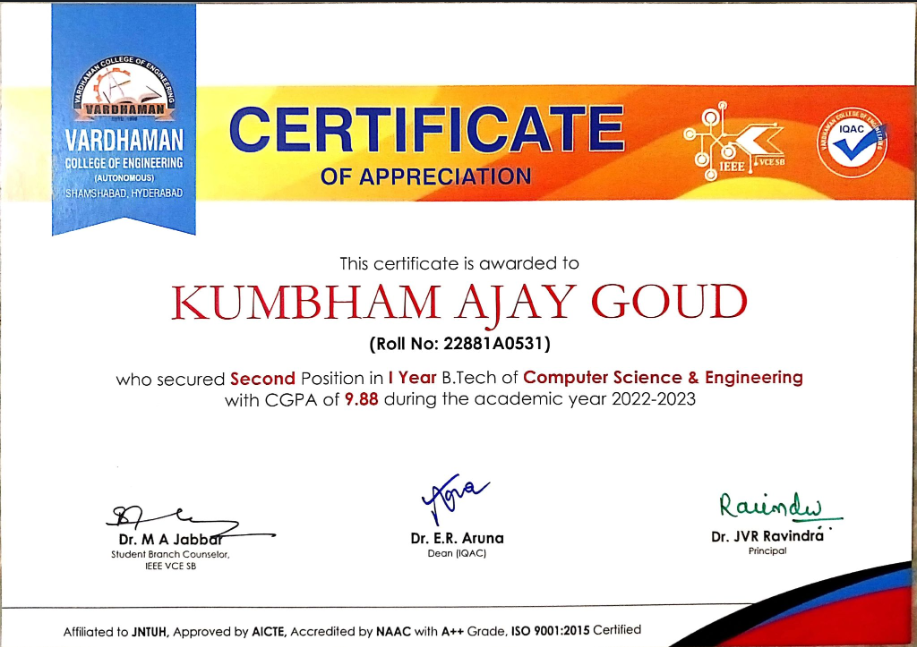 VARDHAMAN COLLEGE OF ENGINEERING
VARDHAMAN
ESTD. 1999
VARDHAMAN
COLLEGE OF ENGINEERING
(AUTONOMOUS)
SHAMSHABAD, HYDERABAD
CERTIFICATE
OF APPRECIATION
IEEE VCE SB
VARDHAMAN COLLEGE OF ENGINEERING
IQAC
This certificate is awarded to
KUMBHAM AJAY GOUD
(Roll No: 22881A0531)
who secured Second Position in I Year B.Tech of Computer Science & Engineering
with CGPA of 9.88 during the academic year 2022-2023
Ravinder
Dr. M A Jabbar
Student Branch Counselor,
IEEE VCE SB
Dr. E.R. Aruna
Dean (IQAC)
Dr. JVR Ravindra
Principal
Affiliated to JNTUH, Approved by AICTE, Accredited by NAAC with A++ Grade, ISO 9001:2015 Certified